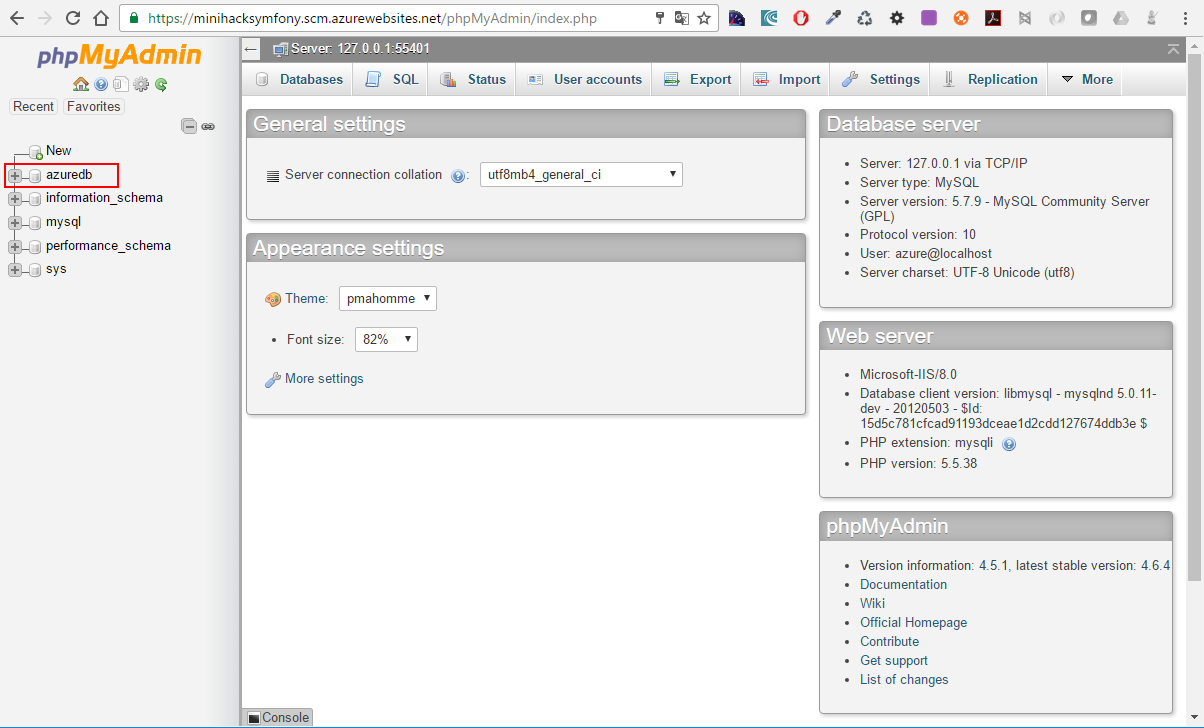 https://minihacksymfony.scm.azurewebsites.net/phpMyAdmin/index.php
phpMyAdmin
Recent
Favorites
New
azuredb
information_schema
mysql
performance_schema
sys
Server: 127.0.0.1:55401
Databases
SQL
Status
User accounts
Export
Import
Settings
Replication
More
General settings
Server connection collation
:
utf8mb4_general_ci
Appearance settings
Theme:
pmahomme
Font size:
82%
More settings
Database server
Server: 127.0.0.1 via TCP/IP
Server type: MySQL
Server version: 5.7.9 - MySQL Community Server
(GPL)
Protocol version: 10
User: azure@localhost
Server charset: UTF-8 Unicode (utf8)
Web server
Microsoft-IIS/8.0
Database client version: libmysql - mysqlnd 5.0.11-
dev - 20120503 - $Id:
15d5c781cfcad91193dceae1d2cdd127674ddb3e $
PHP extension: mysqli
PHP version: 5.5.38
phpMyAdmin
Version information: 4.5.1, latest stable version: 4.6.4
Documentation
Wiki
Official Homepage
Contribute
Get support
List of changes
Console